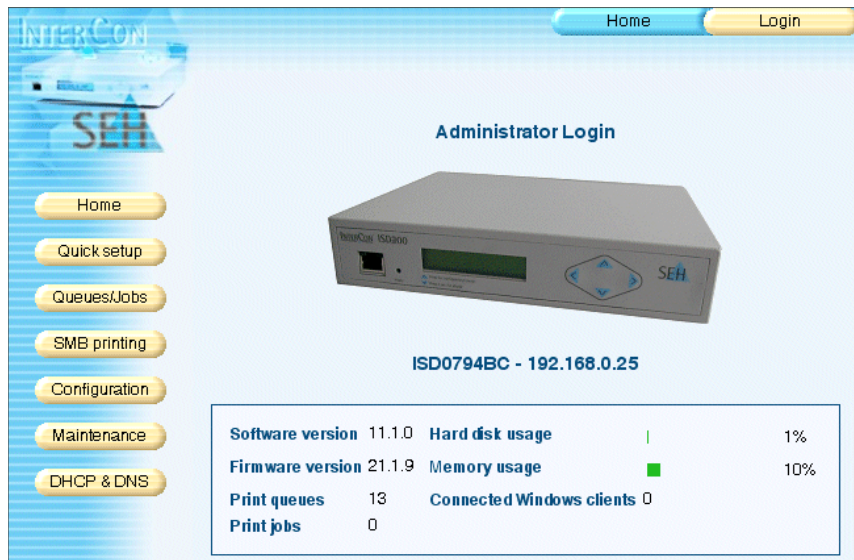 INTERCON
Home
Login
SEH
Administrator Login
Home
Quick setup
Queues/Jobs
SMB printing
Configuration
Maintenance
DHCP & DNS
INTERCON ISD300
SEH
ISD0794BC - 192.168.0.25
Software version 11.1.0 Hard disk usage 1%
Firmware version 21.1.9 Memory usage 10%
Print queues 13 Connected Windows clients 0
Print jobs 0